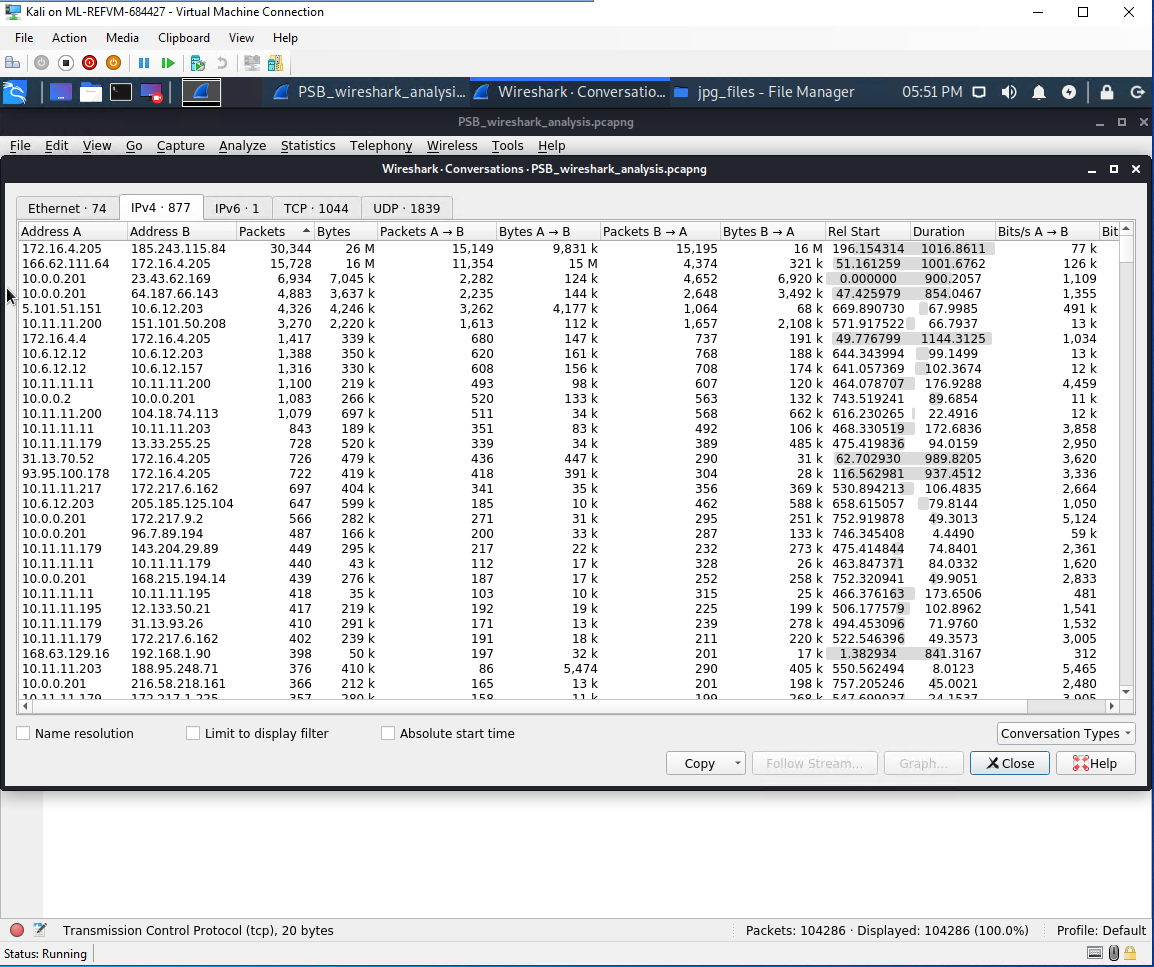 Kali on ML-REFVM-684427 - Virtual Machine Connection
File Action Media Clipboard View Help
PSB_wireshark_analysi... Wireshark · Conversatio... jpg_files - File Manager 05:51 PM
PSB_wireshark_analysis.pcapng
File Edit View Go Capture Analyze Statistics Telephony Wireless Tools Help
Wireshark · Conversations · PSB_wireshark_analysis.pcapng
Ethernet · 74 IPv4 · 877 IPv6 · 1 TCP · 1044 UDP · 1839
Address A Address B Packets Bytes Packets A → B Bytes A → B Packets B → A Bytes B → A Rel Start Duration Bits/s A → B Bit
172.16.4.205 185.243.115.84 30,344 26 M 15,149 9,831 k 15,195 16 M 196.154314 1016.8611 77 k
166.62.111.64 172.16.4.205 15,728 16 M 11,354 15 M 4,374 321 k 51.161259 1001.6762 126 k
10.0.0.201 23.43.62.169 6,934 7,045 k 2,282 124 k 4,652 6,920 k 0.000000 900.2057 1,109
10.0.0.201 64.187.66.143 4,883 3,637 k 2,235 144 k 2,648 3,492 k 47.425979 854.0467 1,355
5.101.51.151 10.6.12.203 4,326 4,246 k 3,262 4,177 k 1,064 68 k 669.890730 67.9985 491 k
10.11.11.200 151.101.50.208 3,270 2,220 k 1,613 112 k 1,657 2,108 k 571.917522 66.7937 13 k
172.16.4.4 172.16.4.205 1,417 339 k 680 147 k 737 191 k 49.776799 1144.3125 1,034
10.6.12.12 10.6.12.203 1,388 350 k 620 161 k 768 188 k 644.343994 99.1499 13 k
10.6.12.12 10.6.12.157 1,316 330 k 608 156 k 708 174 k 641.057369 102.3674 12 k
10.11.11.11 10.11.11.200 1,100 219 k 493 98 k 607 120 k 464.078707 176.9288 4,459
10.0.0.2 10.0.0.201 1,083 266 k 520 133 k 563 132 k 743.519241 89.6854 11 k
10.11.11.200 104.18.74.113 1,079 697 k 511 34 k 568 662 k 616.230265 22.4916 12 k
10.11.11.11 10.11.11.203 843 189 k 351 83 k 492 106 k 468.330519 172.6836 3,858
10.11.11.179 13.33.255.25 728 520 k 339 34 k 389 485 k 475.419836 94.0159 2,950
31.13.70.52 172.16.4.205 726 479 k 436 447 k 290 31 k 62.702930 989.8205 3,620
93.95.100.178 172.16.4.205 722 419 k 418 391 k 304 28 k 116.562981 937.4512 3,336
10.11.11.217 172.217.6.162 697 404 k 341 35 k 356 369 k 530.894213 106.4835 2,664
10.6.12.203 205.185.125.104 647 599 k 185 10 k 462 588 k 658.615057 79.8144 1,050
10.0.0.201 172.217.9.2 566 282 k 271 31 k 295 251 k 752.919878 49.3013 5,124
10.0.0.201 96.7.89.194 487 166 k 200 33 k 287 133 k 746.345408 4.4490 59 k
10.11.11.179 143.204.29.89 449 295 k 217 22 k 232 273 k 475.414844 74.8401 2,361
10.11.11.11 10.11.11.179 440 43 k 112 17 k 328 26 k 463.847371 84.0332 1,620
10.0.0.201 168.215.194.14 439 276 k 187 17 k 252 258 k 752.320941 49.9051 2,833
10.11.11.11 10.11.11.195 418 35 k 103 10 k 315 25 k 466.376163 173.6506 481
10.11.11.195 12.133.50.21 417 219 k 192 19 k 225 199 k 506.177579 102.8962 1,541
10.11.11.179 31.13.93.26 410 291 k 171 13 k 239 278 k 494.453096 71.9760 1,532
10.11.11.179 172.217.6.162 402 239 k 191 18 k 211 220 k 522.546396 49.3573 3,005
168.63.129.16 192.168.1.90 398 50 k 197 32 k 201 17 k 1.382934 841.3167 312
10.11.11.203 188.95.248.71 376 410 k 86 5,474 290 405 k 550.562494 8.0123 5,465
10.0.0.201 216.58.218.161 366 212 k 165 13 k 201 198 k 757.205246 45.0021 2,480
10.11.11.179 172.217.1.225 357 280 k 158 11 k 199 268 k 547.699037 24.1537 3,905
Name resolution Limit to display filter Absolute start time Conversation Types
Copy Follow Stream... Graph... Close Help
Transmission Control Protocol (tcp), 20 bytes Packets: 104286 · Displayed: 104286 (100.0%) Profile: Default
Status: Running